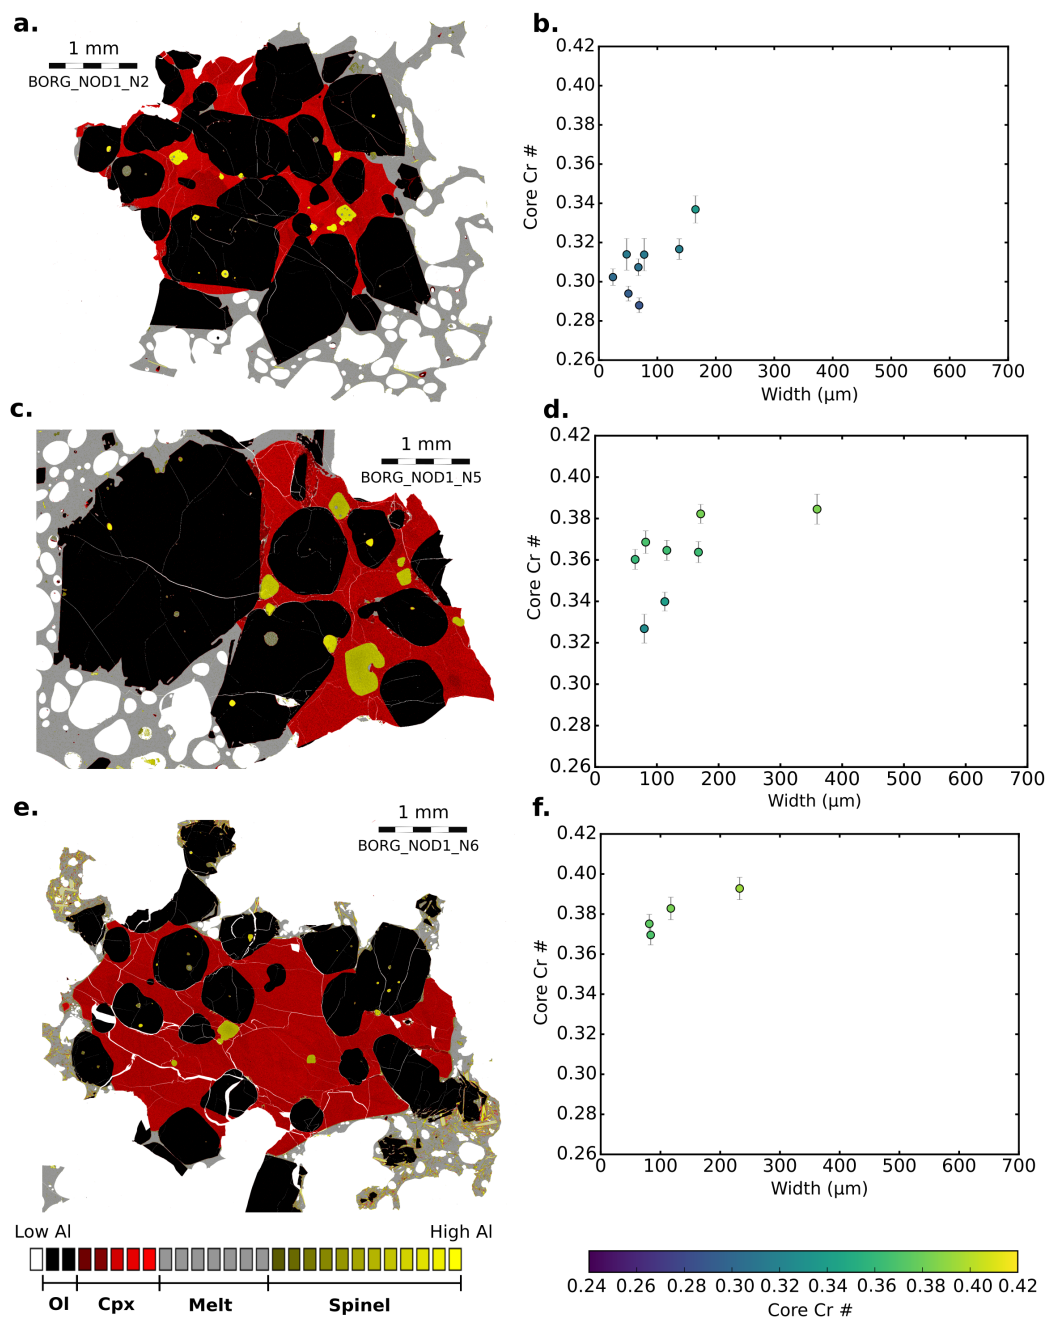 a.
1 mm
BORG_NOD1_N2
b.
0.42
0.40
0.38
0.36
0.34
0.32
0.30
0.28
0.26
Core Cr #
0 100 200 300 400 500 600 700
Width (µm)
c.
1 mm
BORG_NOD1_N5
d.
0.42
0.40
0.38
0.36
0.34
0.32
0.30
0.28
0.26
Core Cr #
0 100 200 300 400 500 600 700
Width (µm)
e.
1 mm
BORG_NOD1_N6
f.
0.42
0.40
0.38
0.36
0.34
0.32
0.30
0.28
0.26
Core Cr #
0 100 200 300 400 500 600 700
Width (µm)
Low Al High Al
Ol Cpx Melt Spinel
0.24 0.28 0.30 0.32 0.34 0.36 0.38 0.40 0.42
Core Cr #